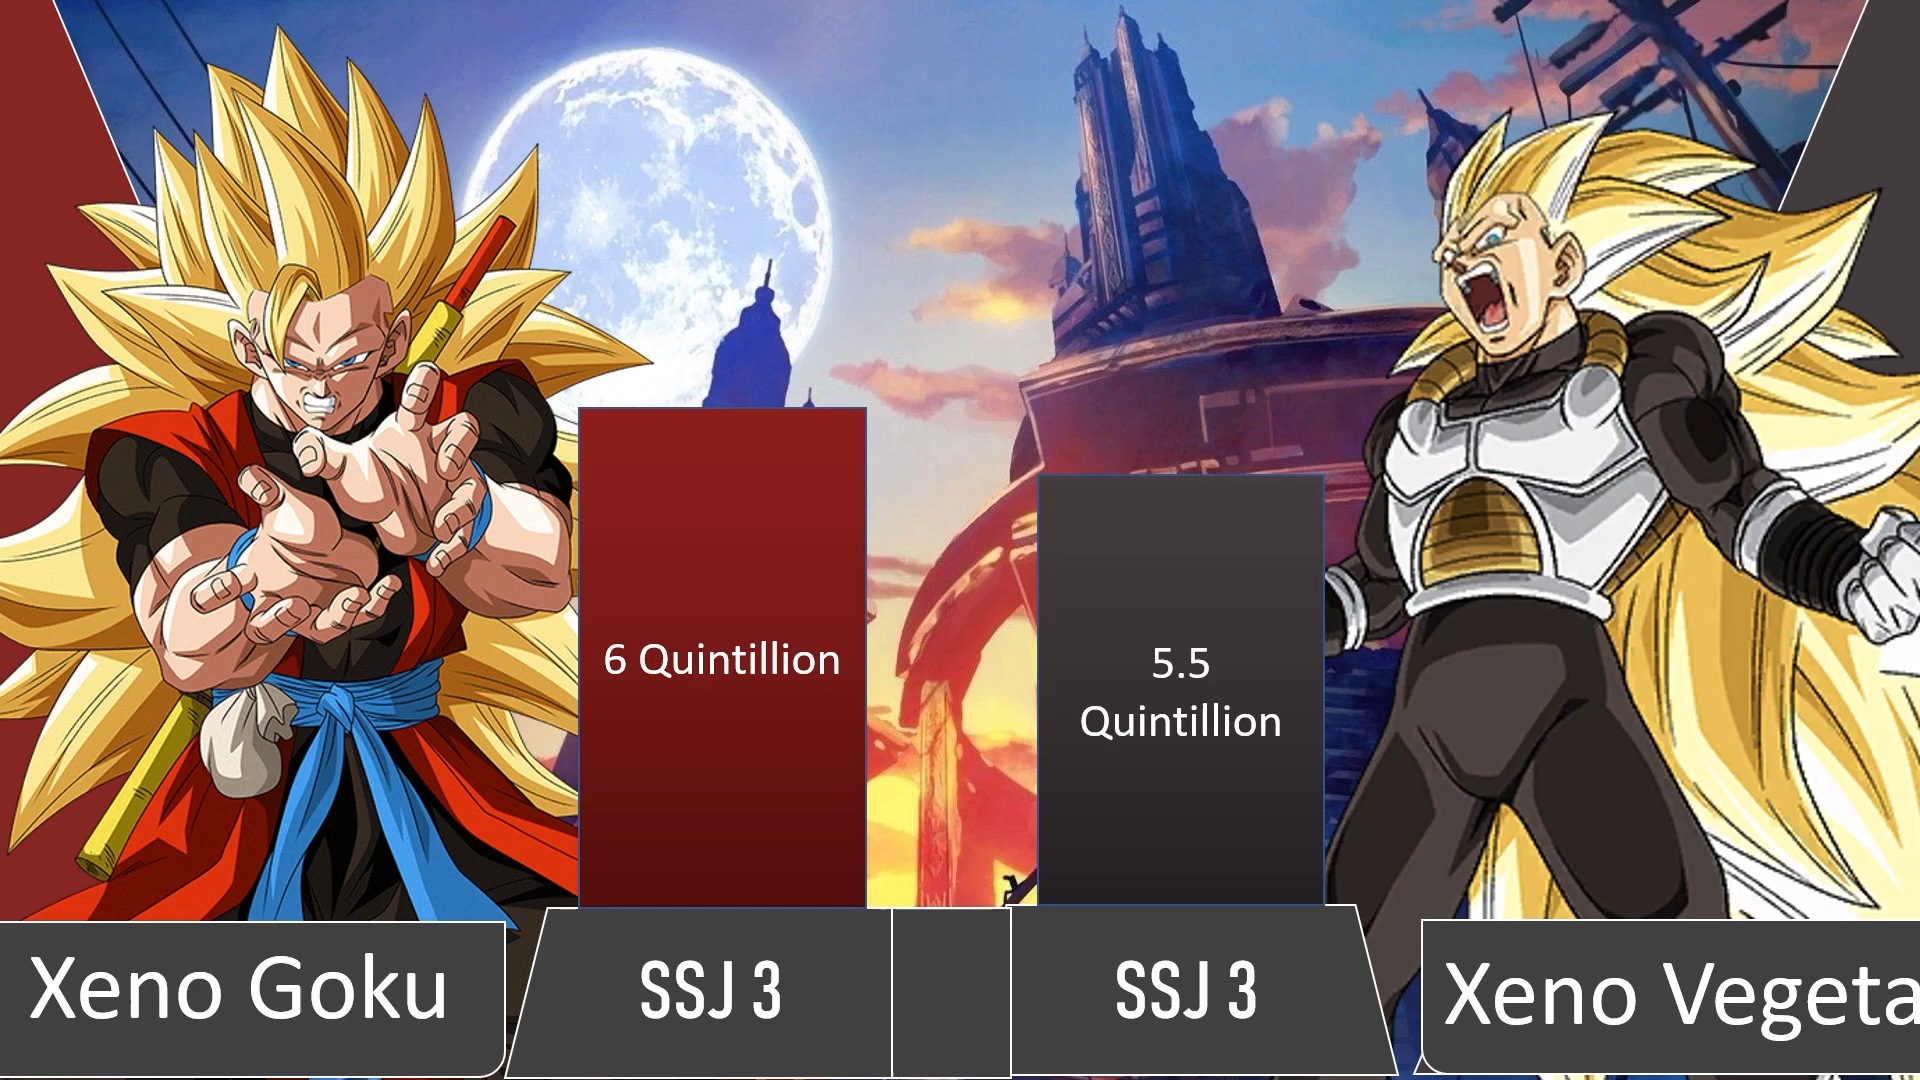 6 Quintillion
5.5
Quintillion
Xeno Goku
SSJ 3
SSJ 3
Xeno Vegeta